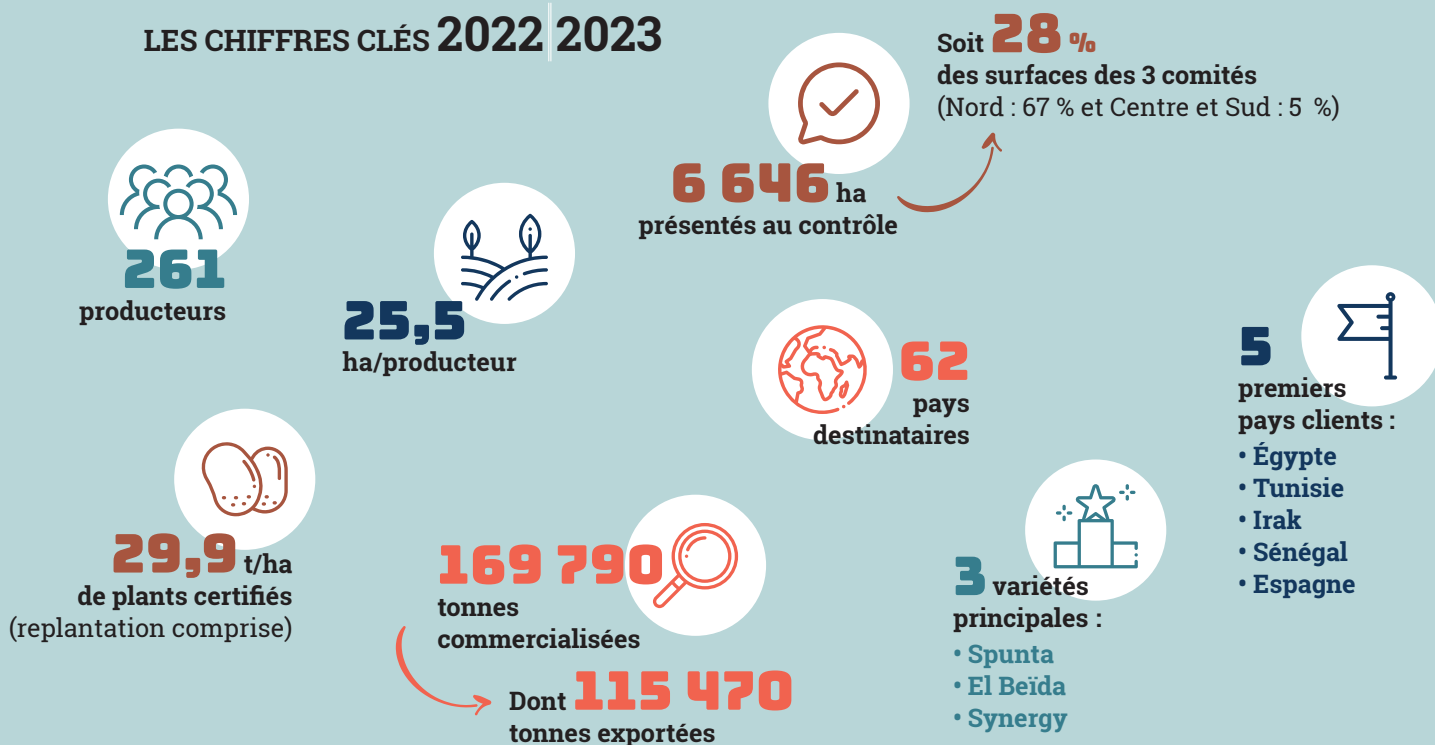 LES CHIFFRES CLÉS 2022 2023
261
producteurs
25,5
ha/producteur
6 646 ha
présentés au contrôle
Soit 28 %
des surfaces des 3 comités
(Nord : 67 % et Centre et Sud : 5 %)
62
pays
destinataires
5
premiers
pays clients :
• Égypte
• Tunisie
• Irak
• Sénégal
• Espagne
29,9 t/ha
de plants certifiés
(replantation comprise)
169 790
tonnes
commercialisées
Dont 115 470
tonnes exportées
3 variétés
principales :
• Spunta
• El Beïda
• Synergy